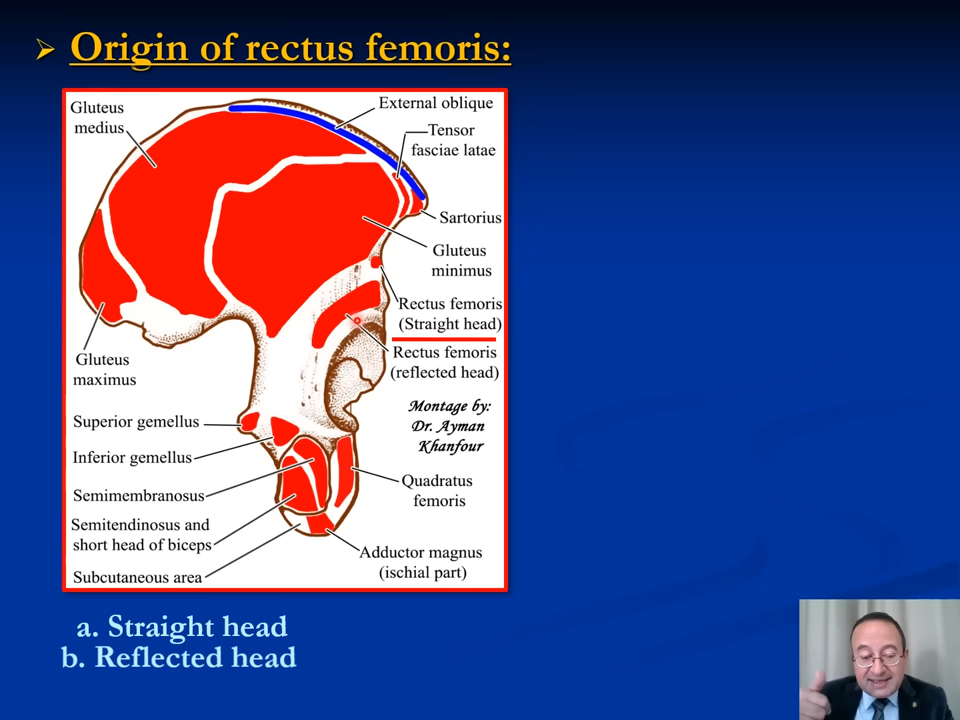 Origin of rectus femoris:
Gluteus
medius
External oblique
Tensor
fasciae latae
Sartorius
Gluteus
minimus
Rectus femoris
(Straight head)
Rectus femoris
(reflected head)
Gluteus
maximus
Montage by:
Dr. Ayman
Khanfour
Superior gemellus
Inferior gemellus
Quadratus
femoris
Semimembranosus
Semitendinosus and
short head of biceps
Adductor magnus
(ischial part)
Subcutaneous area
a. Straight head
b. Reflected head